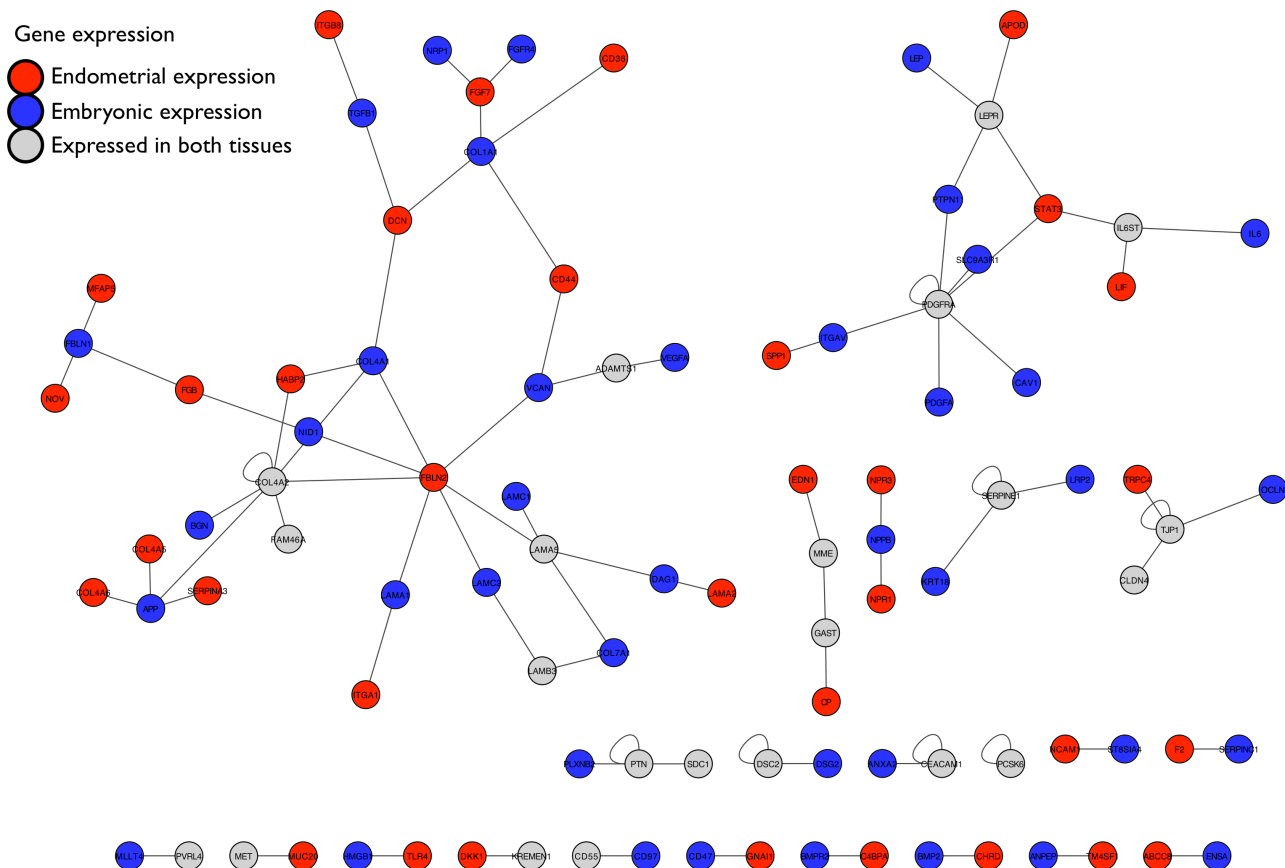 Gene expression
Endometrial expression
Embryonic expression
Expressed in both tissues
ITGB8
NRP1
FGFR4
CD36
FGF7
TGFB1
COL1A1
DCN
CD44
MFAP5
FBLN1
NOV
FGB
HABP2
COL4A1
ADAMTS1
VEGFA
VCAN
NID1
COL4A2
FBLN2
BGN
FAM46A
LAMC1
LAMA5
COL4A5
COL4A6
SERPINA3
APP
LAMA1
LAMC2
DAG1
LAMA2
COL7A1
LAMB3
ITGA1
APOD
LEP
LEPR
PTPN11
STAT3
IL6ST
IL6
SLC9A3R1
LIF
PDGFRA
ITGAV
SPP1
CAV1
PDGFA
EDN1
MME
GAST
CP
NPR3
NPPB
NPR1
SERPINE1
LRP2
KRT18
TRPC4
OCLN
TJP1
CLDN4
PLXNB2
PTN
SDC1
DSC2
DSG2
ANXA2
CEACAM1
PCSK6
NCAM1
ST8SIA4
F2
SERPINC1
MLLT4
PVRL4
MET
MUC20
HMGB1
TLR4
DKK1
KREMEN1
CD55
CD97
CD47
GNAI1
BMPR2
C4BPA
BMP2
CHRD
ANPEP
TM4SF1
ABCC8
ENSA